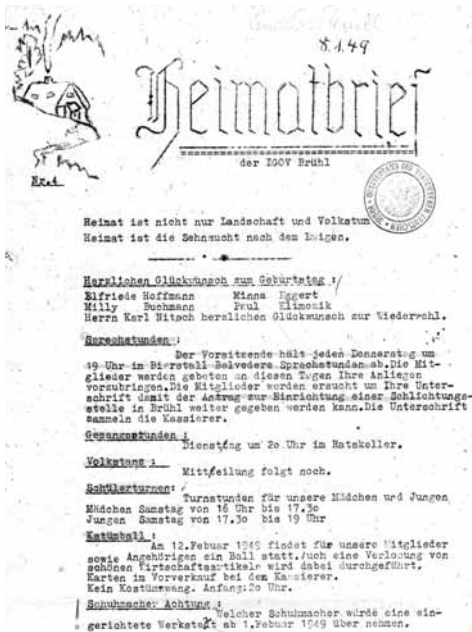 8.1.49
Heimatbrief
der IGOV Brühl
Nr.1
Heimat ist nicht nur Landschaft und Volkstum
Heimat ist die Sehnsucht nach dem Ewigen.
Herzlichen Glückwunsch zum Geburtstag :
Elfriede Hoffmann Minna Eggert
Milly Buchmann Paul Klimozik
Herrn Karl Nitsch herzlichen Glückwunsch zur Wiederwahl.
Sprechstunden :
Der Vorsitzende hält jeden Donnerstag um
19 Uhr im Bierstall Belvedere Sprechstunden ab.Die Mit-
glieder werden gebeten an diesen Tagen Ihre Anliegen
vorzubringen.Die Mitglieder werden ersucht um Ihre Unter-
schrift damit der Antrag zur Einrichtung einer Schlichtungs-
stelle in Brühl weiter gegeben werden kann.Die Unterschrift
sammeln die Kassierer.
Gesangsstunden :
Dienstag um 2o Uhr im Ratskeller.
Volkstanz :
Mitteilung folgt noch.
Schülerturnen:
Turnstunden für unsere Mädchen und Jungen
Mädchen Samstag von 16 Uhr bis 17.3o
Jungen Samstag von 17.3o bis 19 Uhr
Kstümball :
Am 12.Febuar 1949 findet für unsere Mitglieder
sowie Angehörigen ein Ball statt.Auch eine Verlosung von
schönen Wirtschaftsartikeln wird dabei durchgeführt.
Karten im Vorverkauf bei dem Kassierer.
Kein Kostümzwang. Anfang:2o Uhr.
Schuhmacher Achtung :
Welcher Schuhmacher würde eine ein-
gerichtete Werkstatt ab 1.Febuar 1949 über nehmen.